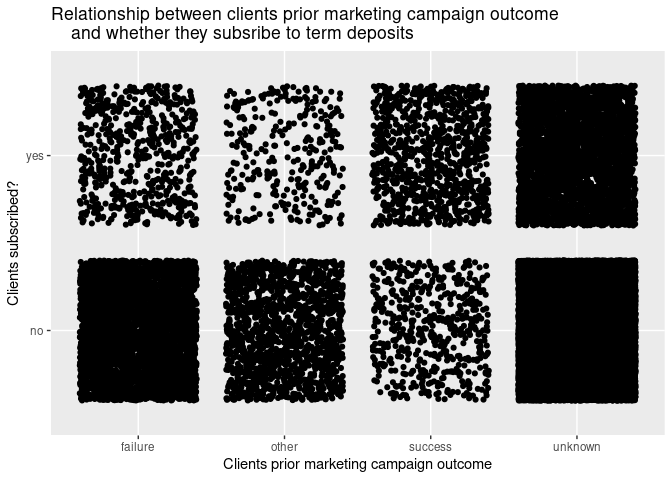 Relationship between clients prior marketing campaign outcome
and whether they subsribe to term deposits
Clients subscribed?
yes
no
failure
other
success
unknown
Clients prior marketing campaign outcome